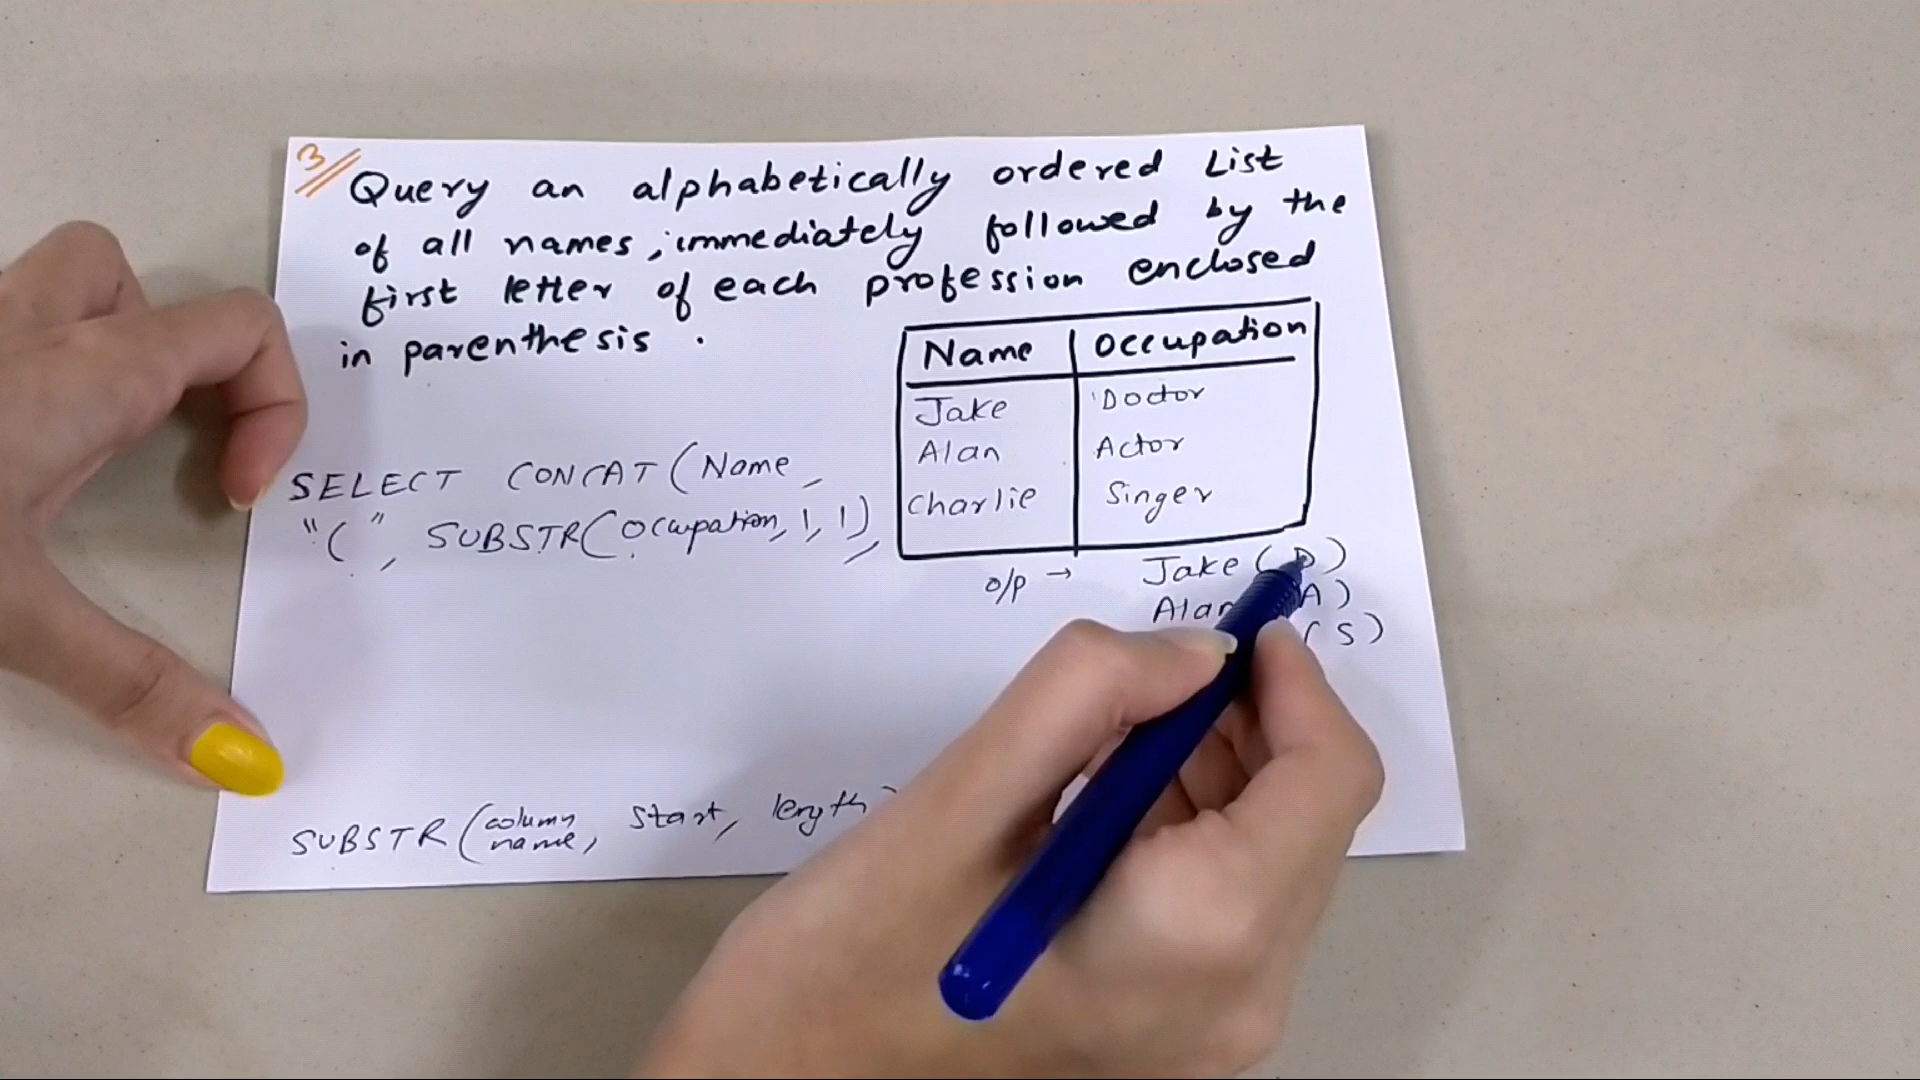 3
Query an alphabetically ordered List
of all names, immediately followed by the
first letter of each profession enclosed
in parenthesis .
Name Occupation
Jake Doctor
Alan Actor
Charlie Singer
SELECT CONCAT(Name,
"(", SUBSTR(Occupation, 1, 1),
o/p → Jake (D)
Alan (A)
(S)
SUBSTR(column name, start, length)